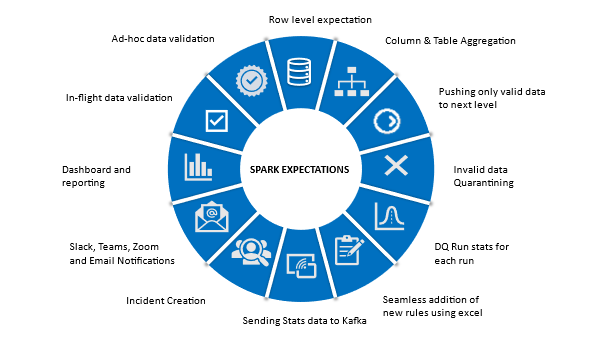 Row level expectation
Ad-hoc data validation
Column & Table Aggregation
In-flight data validation
Pushing only valid data
to next level
SPARK EXPECTATIONS
Dashboard and
reporting
Invalid data
Quarantining
Slack, Teams, Zoom
and Email Notifications
DQ Run stats for
each run
Incident Creation
Seamless addition of
new rules using excel
Sending Stats data to Kafka